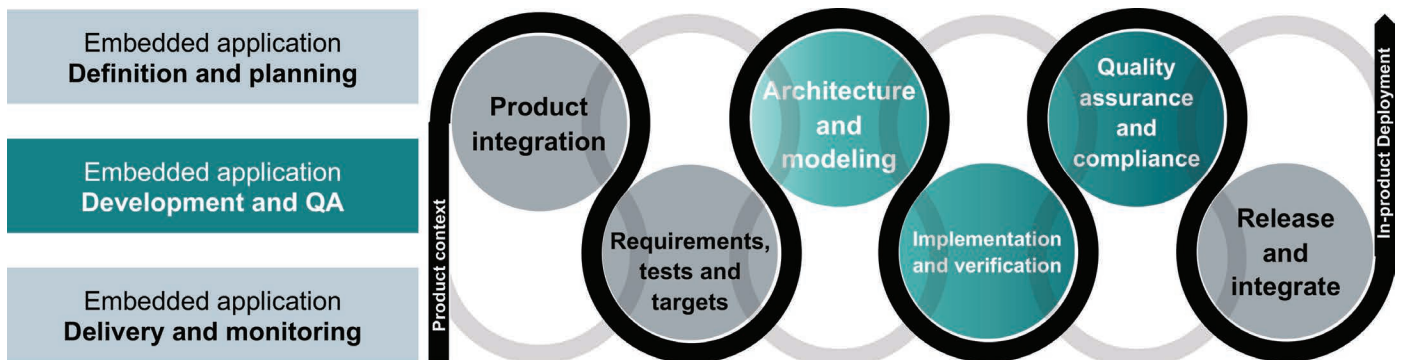 Embedded application
Definition and planning
Embedded application
Development and QA
Embedded application
Delivery and monitoring
Product context
Product
integration
Requirements,
tests and
targets
Architecture
and
modeling
Implementation
and verification
Quality
assurance
and
compliance
Release
and
integrate
In-product Deployment